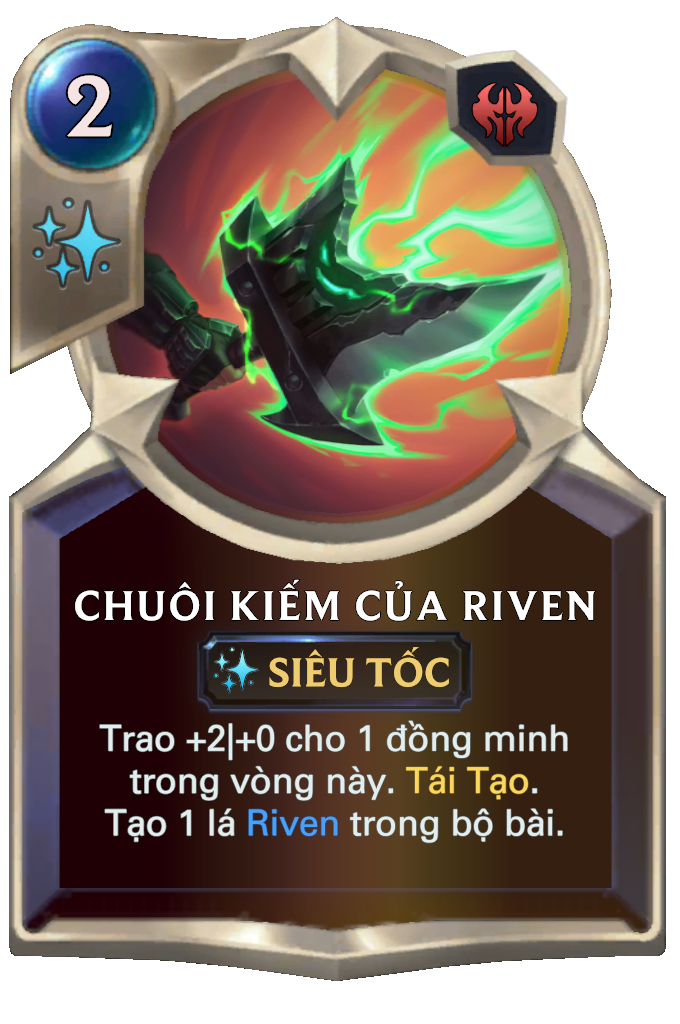 2
CHUÔI KIẾM CỦA RIVEN
SIÊU TỐC
Trao +2|+0 cho 1 đồng minh
trong vòng này. Tái Tạo.
Tạo 1 lá Riven trong bộ bài.